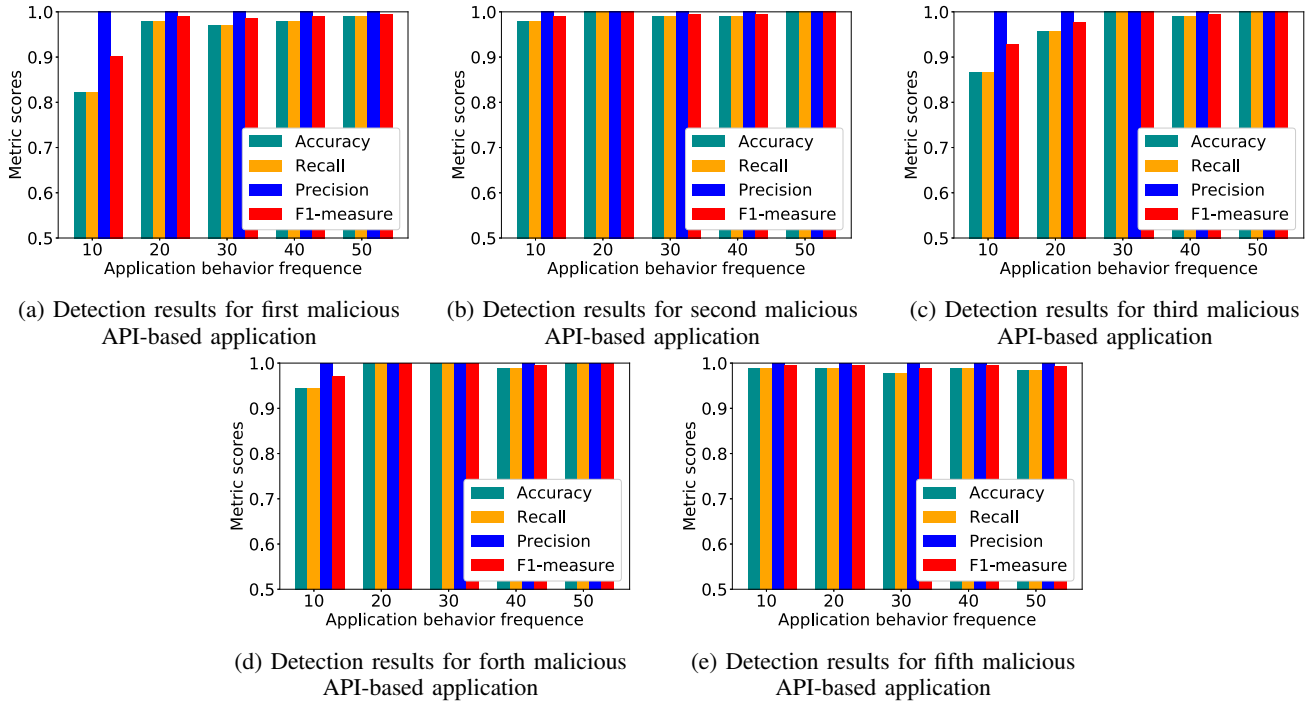 1.0
0.9
0.8
0.7
0.6
0.5
Metric scores
Accuracy
Recall
Precision
F1-measure
10 20 30 40 50
Application behavior frequence
(a) Detection results for first malicious
API-based application
1.0
0.9
0.8
0.7
0.6
0.5
Metric scores
Accuracy
Recall
Precision
F1-measure
10 20 30 40 50
Application behavior frequence
(b) Detection results for second malicious
API-based application
1.0
0.9
0.8
0.7
0.6
0.5
Metric scores
Accuracy
Recall
Precision
F1-measure
10 20 30 40 50
Application behavior frequence
(c) Detection results for third malicious
API-based application
1.0
0.9
0.8
0.7
0.6
0.5
Metric scores
Accuracy
Recall
Precision
F1-measure
10 20 30 40 50
Application behavior frequence
(d) Detection results for forth malicious
API-based application
1.0
0.9
0.8
0.7
0.6
0.5
Metric scores
Accuracy
Recall
Precision
F1-measure
10 20 30 40 50
Application behavior frequence
(e) Detection results for fifth malicious
API-based application